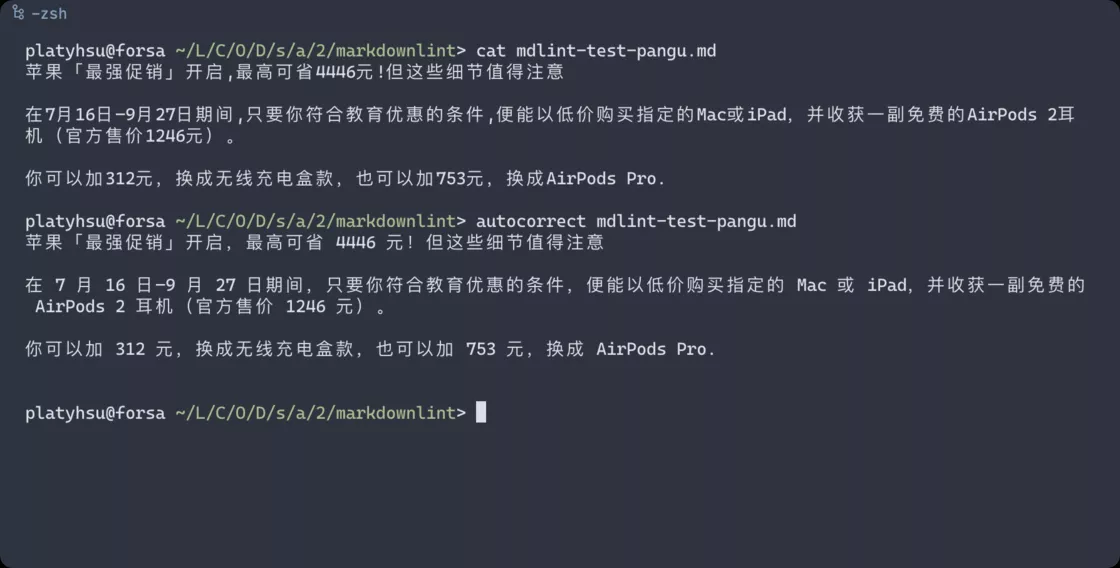 -zsh
platyhsu@forsa ~/L/C/O/D/s/a/2/markdownlint> cat mdlint-test-pangu.md
苹果「最强促销」开启,最高可省4446元!但这些细节值得注意
在7月16日-9月27日期间,只要你符合教育优惠的条件,便能以低价购买指定的Mac或iPad，并收获一副免费的AirPods 2耳
机（官方售价1246元）。
你可以加312元，换成无线充电盒款，也可以加753元，换成AirPods Pro.
platyhsu@forsa ~/L/C/O/D/s/a/2/markdownlint> autocorrect mdlint-test-pangu.md
苹果「最强促销」开启，最高可省 4446 元！但这些细节值得注意
在 7 月 16 日-9 月 27 日期间，只要你符合教育优惠的条件，便能以低价购买指定的 Mac 或 iPad，并收获一副免费的
AirPods 2 耳机（官方售价 1246 元）。
你可以加 312 元，换成无线充电盒款，也可以加 753 元，换成 AirPods Pro.
platyhsu@forsa ~/L/C/O/D/s/a/2/markdownlint>